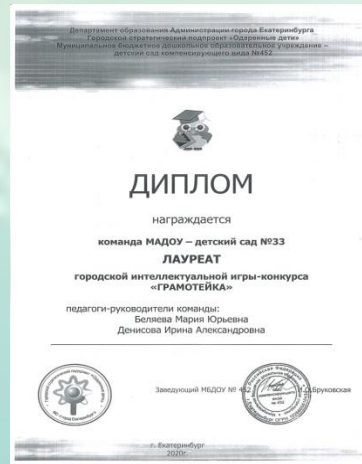 Департамент образования Администрации города Екатеринбурга
Городской стратегический подпроект «Одаренные дети»
Муниципальное бюджетное дошкольное образовательное учреждение –
детский сад компенсирующего вида №452
ДИПЛОМ
награждается
команда МАДОУ – детский сад №33
ЛАУРЕАТ
городской интеллектуальной игры-конкурса
«ГРАМОТЕЙКА»
педагоги-руководители команды:
Беляева Мария Юрьевна
Денисова Ирина Александровна
Заведующий МБДОУ № 452 Бруковская
г. Екатеринбург
2020г.